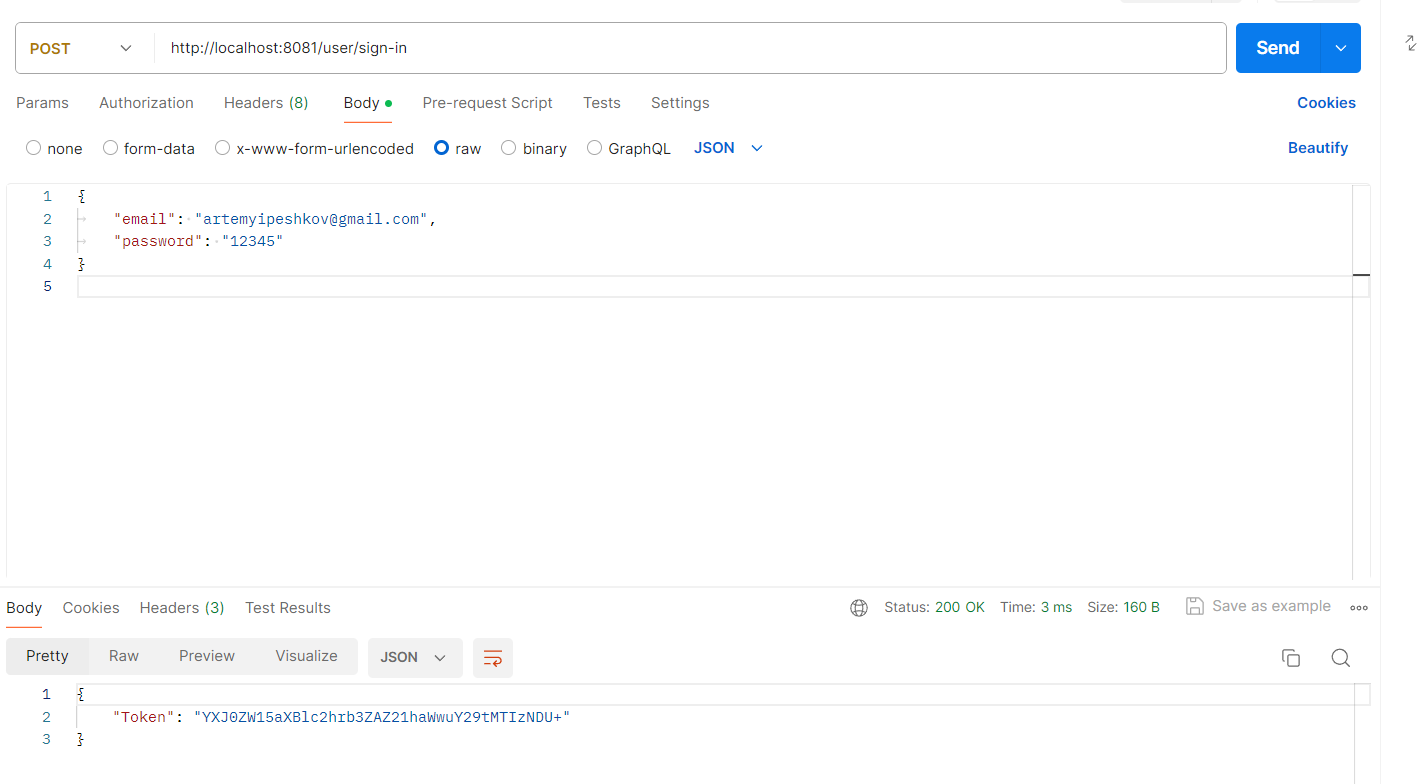 POST http://localhost:8081/user/sign-in Send
Params Authorization Headers (8) Body Pre-request Script Tests Settings Cookies
none form-data x-www-form-urlencoded raw binary GraphQL JSON Beautify
1 {
2 "email": "artemyipeshkov@gmail.com",
3 "password": "12345"
4 }
5
Body Cookies Headers (3) Test Results Status: 200 OK Time: 3 ms Size: 160 B Save as example
Pretty Raw Preview Visualize JSON
1 {
2 "Token": "YXJ0ZW15aXBlc2hrb3ZAZ21haWwuY29tMTIzNDU+"
3 }